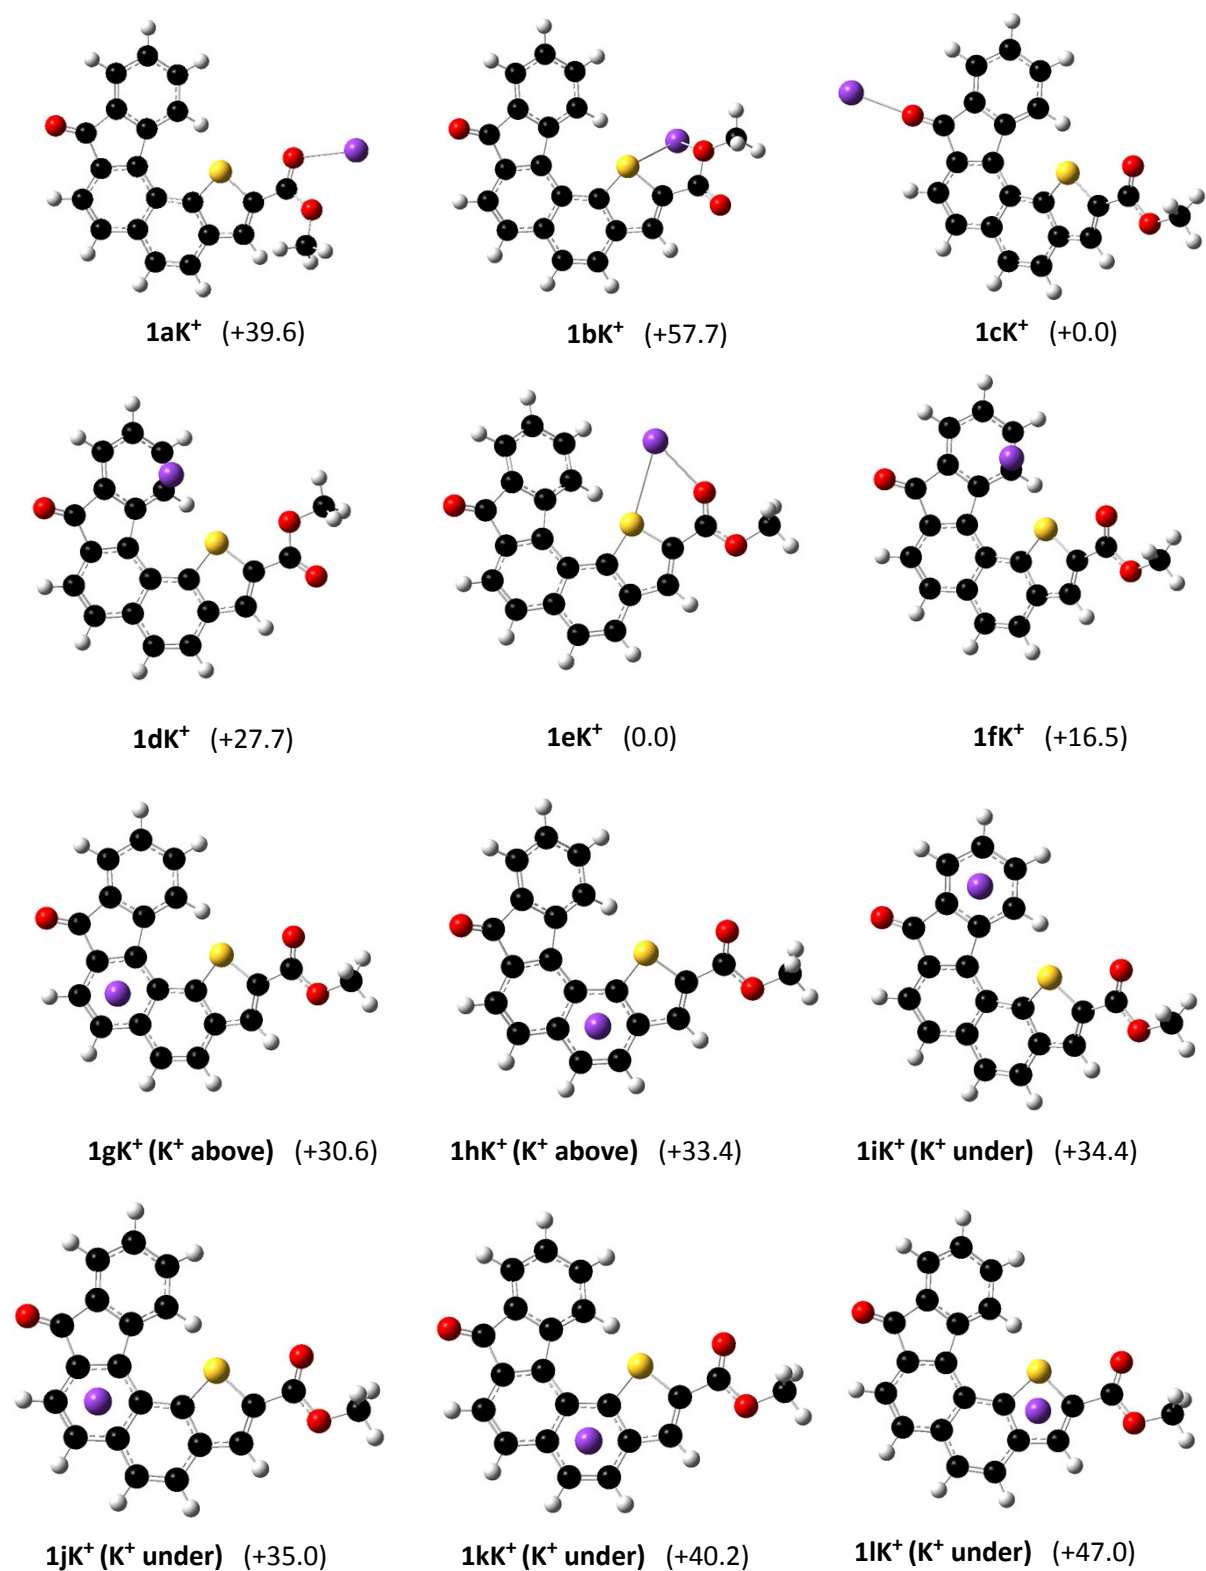 1aK⁺ (+39.6)
1bK⁺ (+57.7)
1cK⁺ (+0.0)
1dK⁺ (+27.7)
1eK⁺ (0.0)
1fK⁺ (+16.5)
1gK⁺ (K⁺ above) (+30.6)
1hK⁺ (K⁺ above) (+33.4)
1iK⁺ (K⁺ under) (+34.4)
1jK⁺ (K⁺ under) (+35.0)
1kK⁺ (K⁺ under) (+40.2)
1lK⁺ (K⁺ under) (+47.0)